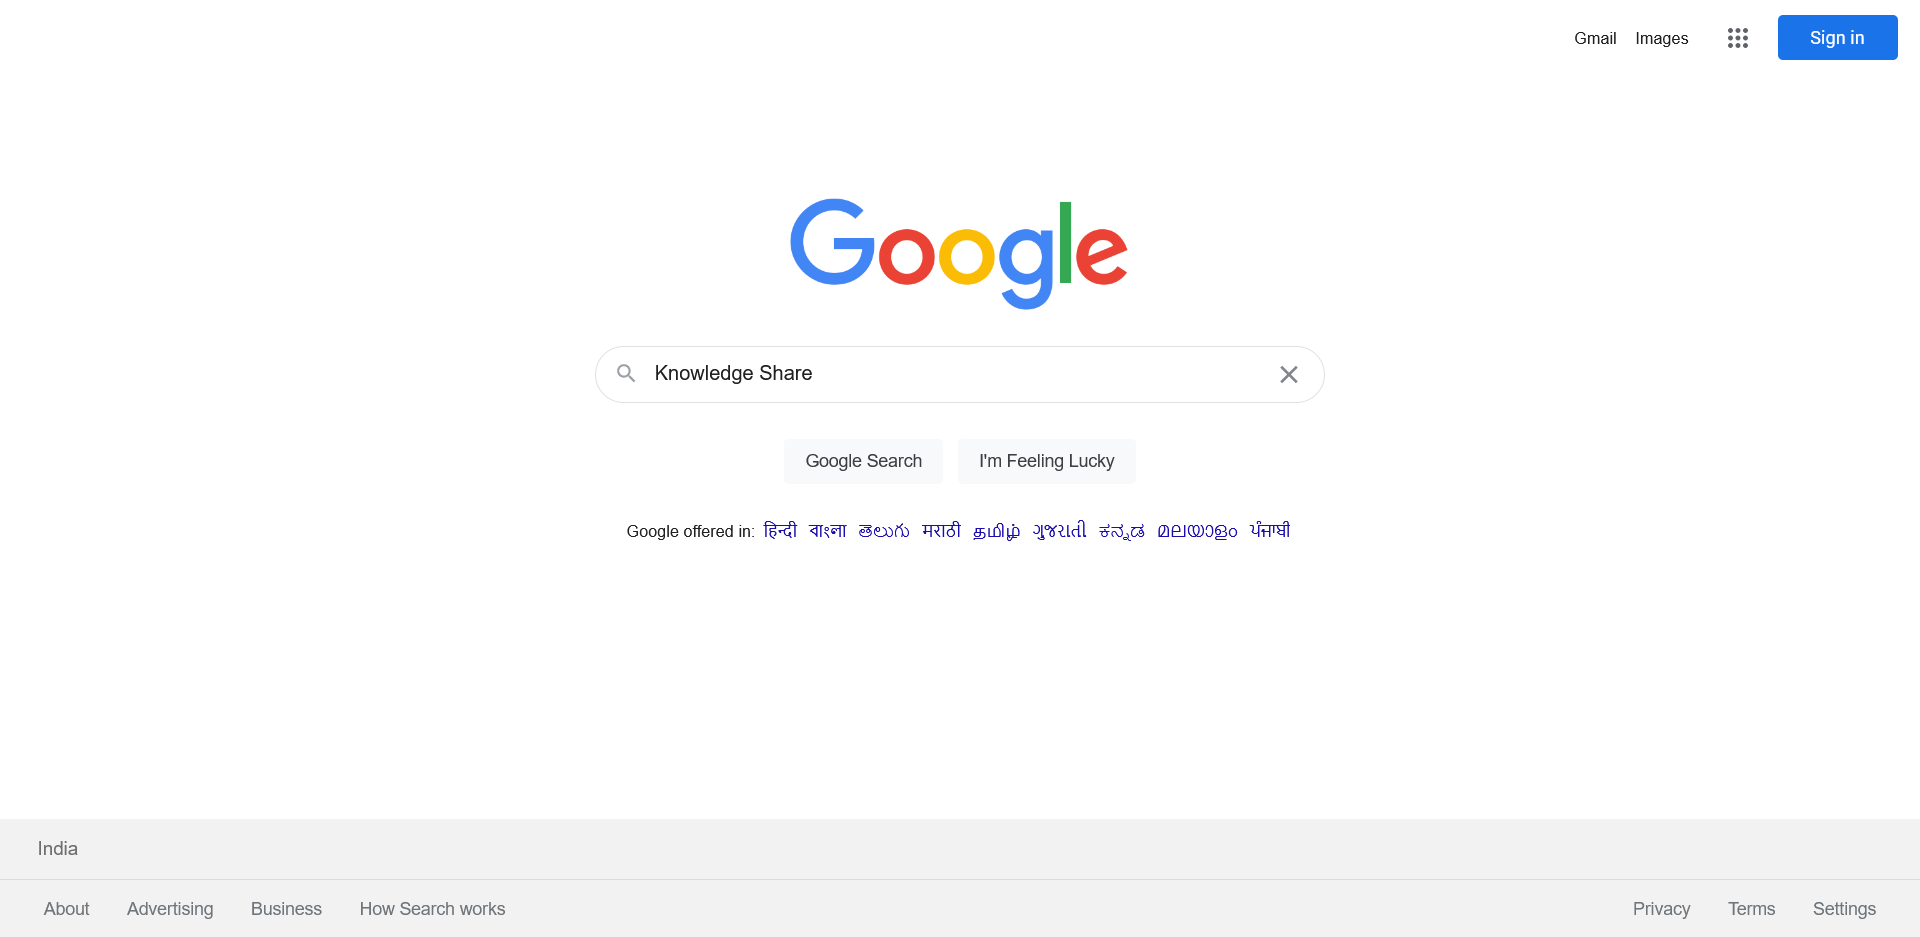 Gmail Images Sign in
Google
Knowledge Share
Google Search I'm Feeling Lucky
Google offered in: हिन्दी বাংলা తెలుగు मराठी தமிழ் ગુજરાતી ಕನ್ನಡ മലയാളം ਪੰਜਾਬੀ
India
About Advertising Business How Search works Privacy Terms Settings